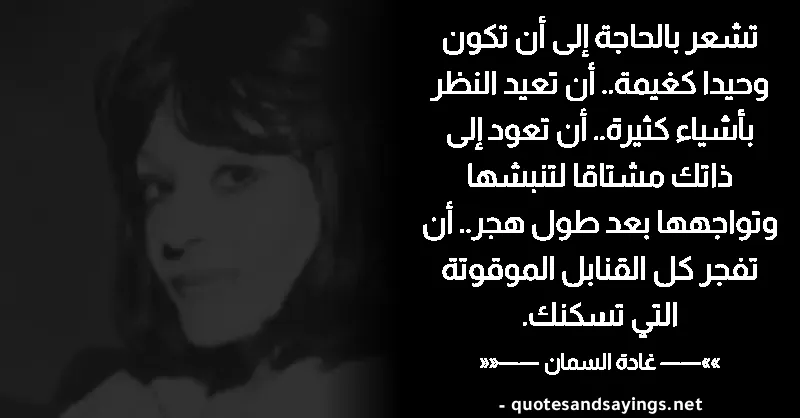 تشعر بالحاجة إلى أن تكون
وحيدا كغيمة.. أن تعيد النظر
بأشياء كثيرة.. أن تعود إلى
ذاتك مشتاقا لتنبشها
وتواجهها بعد طول هجر.. أن
تفجر كل القنابل الموقوتة
التي تسكنك.
»»—— غادة السمان ——««
- quotesandsayings.net